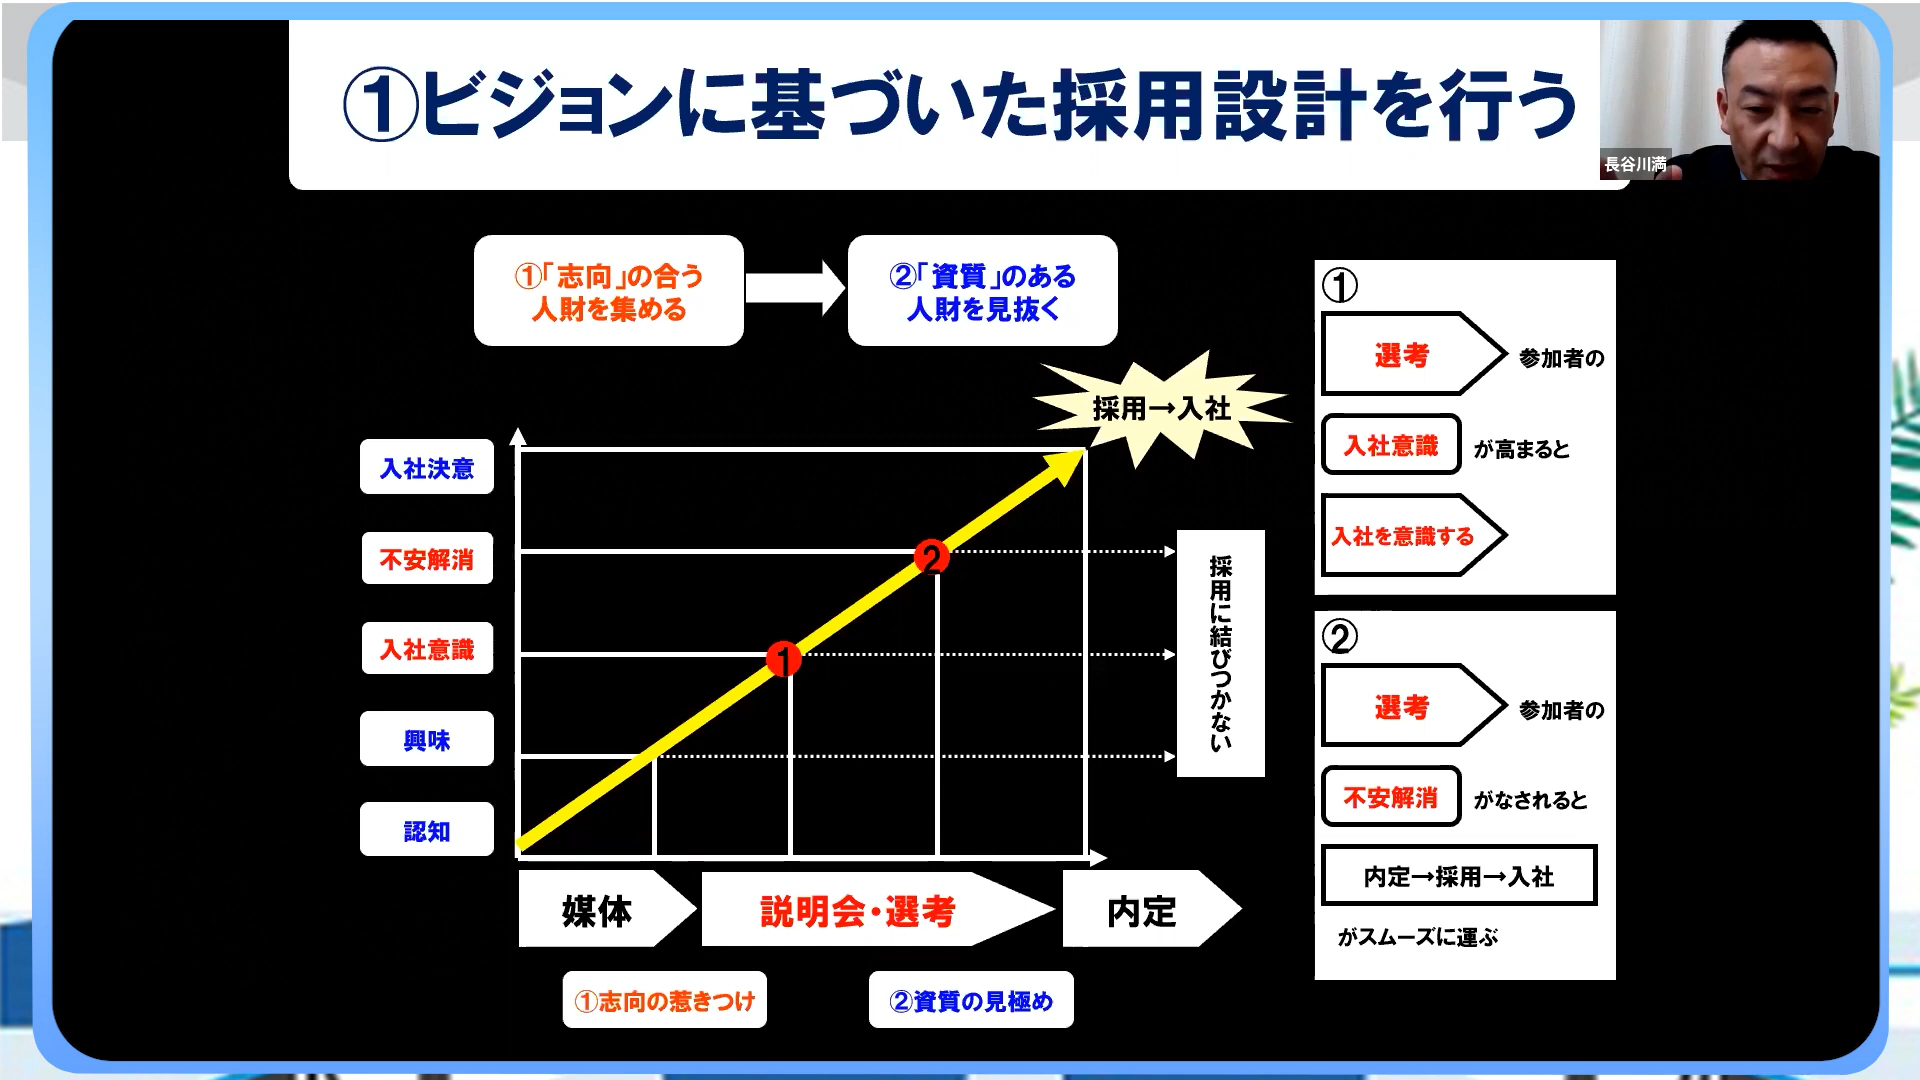 ①ビジョンに基づいた採用設計を行う
長谷川満
①「志向」の合う
人財を集める
②「資質」のある
人財を見抜く
採用→入社
入社決意
不安解消
入社意識
興味
認知
2
1
採用に結びつかない
媒体
説明会・選考
内定
①志向の惹きつけ
②資質の見極め
①
選考 参加者の
入社意識 が高まると
入社を意識する
②
選考 参加者の
不安解消 がなされると
内定→採用→入社
がスムーズに運ぶ